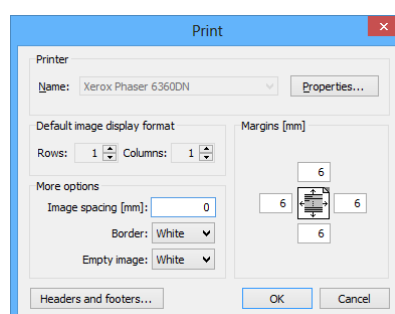 Print
Printer
Name: Xerox Phaser 6360DN Properties...
Default image display format
Rows: 1 Columns: 1
More options
Image spacing [mm]: 0
Border: White
Empty image: White
Margins [mm]
6
6 6
6
Headers and footers... OK Cancel